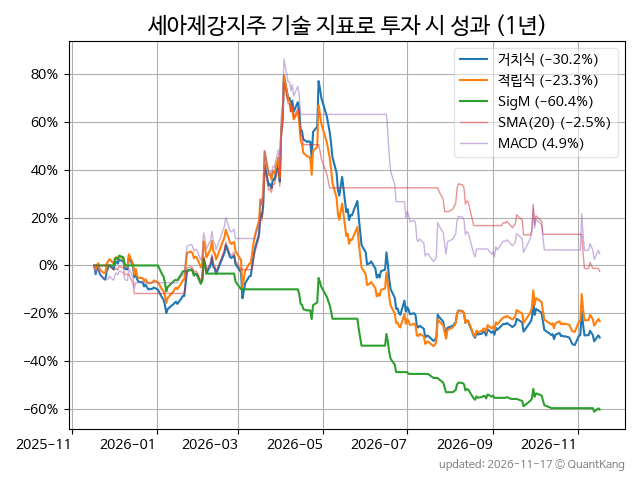 세아제강지주 기술 지표로 투자 시 성과 (1년)
거치식 (−30.2%)
적립식 (−23.3%)
SigM (−60.4%)
SMA(20) (−2.5%)
MACD (4.9%)
80%
60%
40%
20%
0%
−20%
−40%
−60%
2025-11
2026-01
2026-03
2026-05
2026-07
2026-09
2026-11
updated: 2026-11-17 © QuantKang